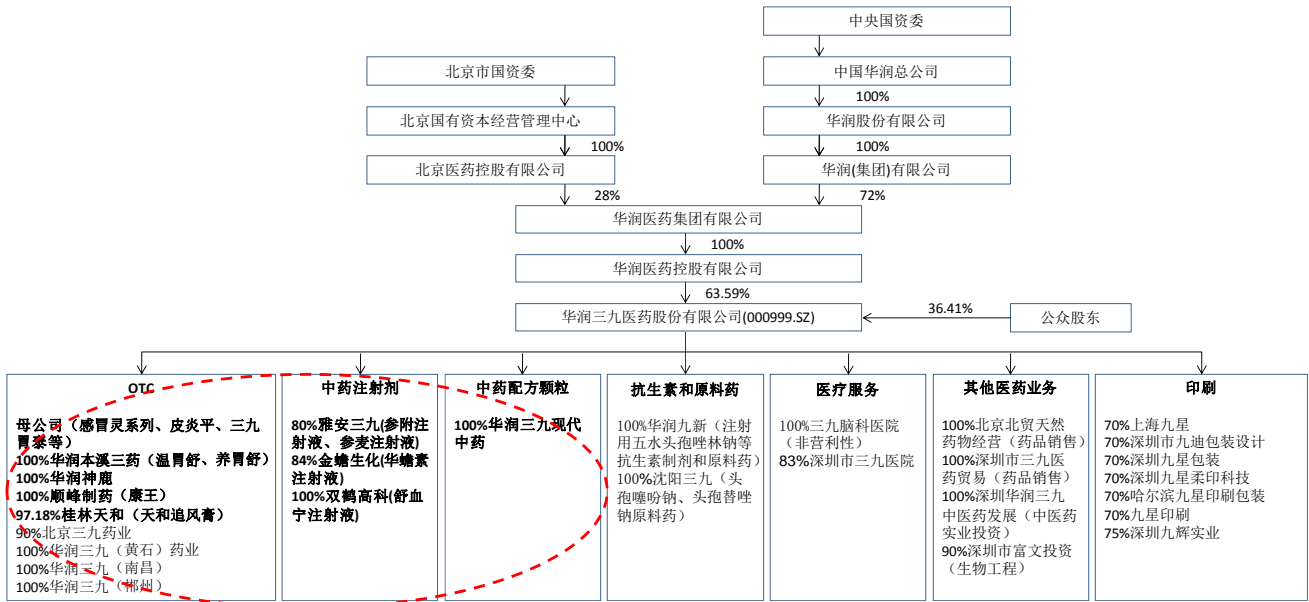 中央国资委
北京市国资委
中国华润总公司
100%
北京国有资本经营管理中心
华润股份有限公司
100%
100%
北京医药控股有限公司
华润(集团)有限公司
28%
72%
华润医药集团有限公司
100%
华润医药控股有限公司
63.59%
华润三九医药股份有限公司(000999.SZ)
36.41%
公众股东
OTC
母公司（感冒灵系列、皮炎平、三九
胃泰等）
100%华润本溪三药（温胃舒、养胃舒）
100%华润神鹿
100%顺峰制药（康王）
97.18%桂林天和（天和追风膏）
90%北京三九药业
100%华润三九（黄石）药业
100%华润三九（南昌）
100%华润三九（郴州）
中药注射剂
80%雅安三九(参附注
射液、参麦注射液)
84%金蟾生化(华蟾素
注射液)
100%双鹤高科(舒血
宁注射液)
中药配方颗粒
100%华润三九现代
中药
抗生素和原料药
100%华润九新（注射
用五水头孢唑林钠等
抗生素制剂和原料药）
100%沈阳三九（头
孢噻吩钠、头孢替唑
钠原料药）
医疗服务
100%三九脑科医院
（非营利性）
83%深圳市三九医院
其他医药业务
100%北京北贸天然
药物经营（药品销售）
100%深圳市三九医
药贸易（药品销售）
100%深圳华润三九
中医药发展（中医药
实业投资）
90%深圳市富文投资
（生物工程）
印刷
70%上海九星
70%深圳市九迪包装设计
70%深圳九星包装
70%深圳九星柔印科技
70%哈尔滨九星印刷包装
70%九星印刷
75%深圳九辉实业